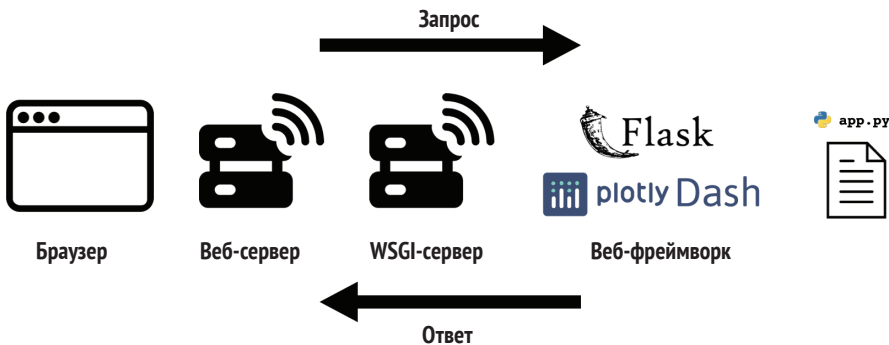 Запрос
Flask
plotly Dash
app.py
Браузер
Веб-сервер
WSGI-сервер
Веб-фреймворк
Ответ